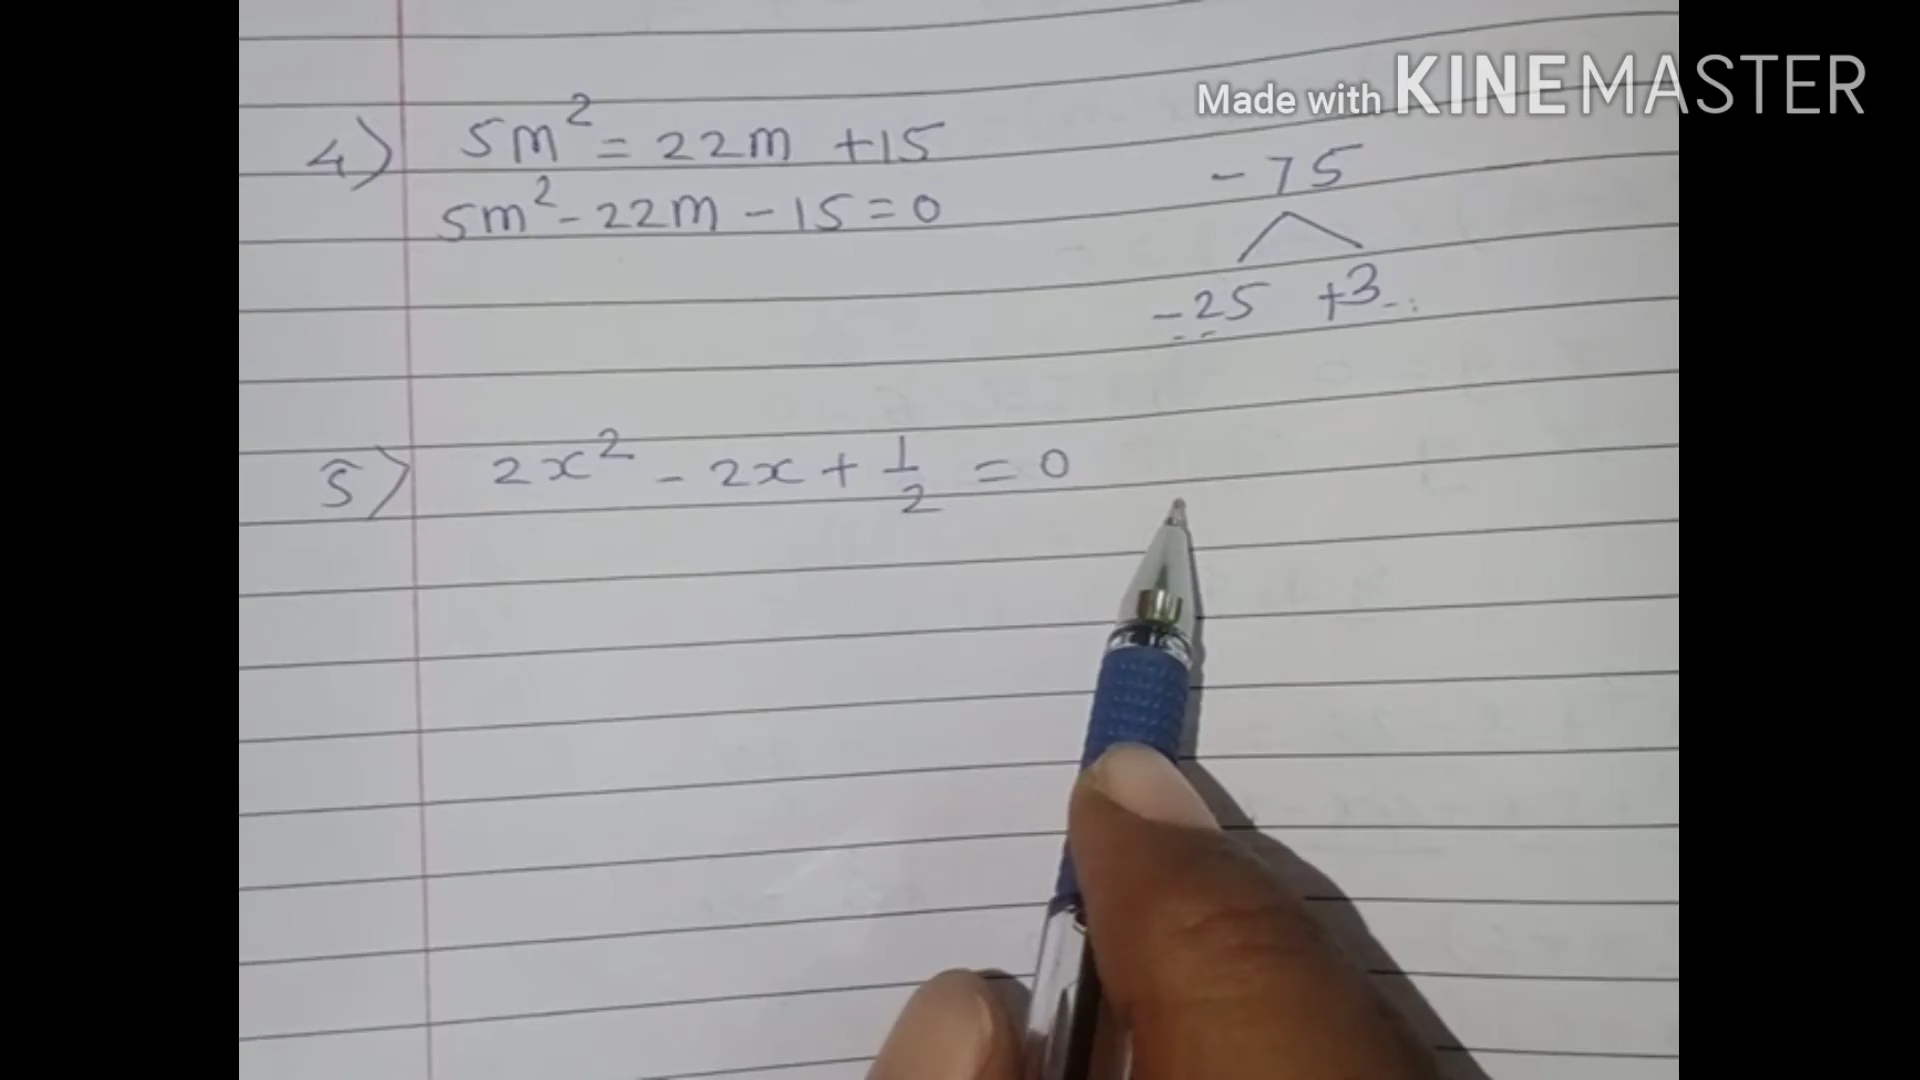 Made with KINEMASTER
4) 5m² = 22m + 15
5m² - 22m - 15 = 0
- 75
- 25 +3
5) 2x² - 2x + 1/2 = 0